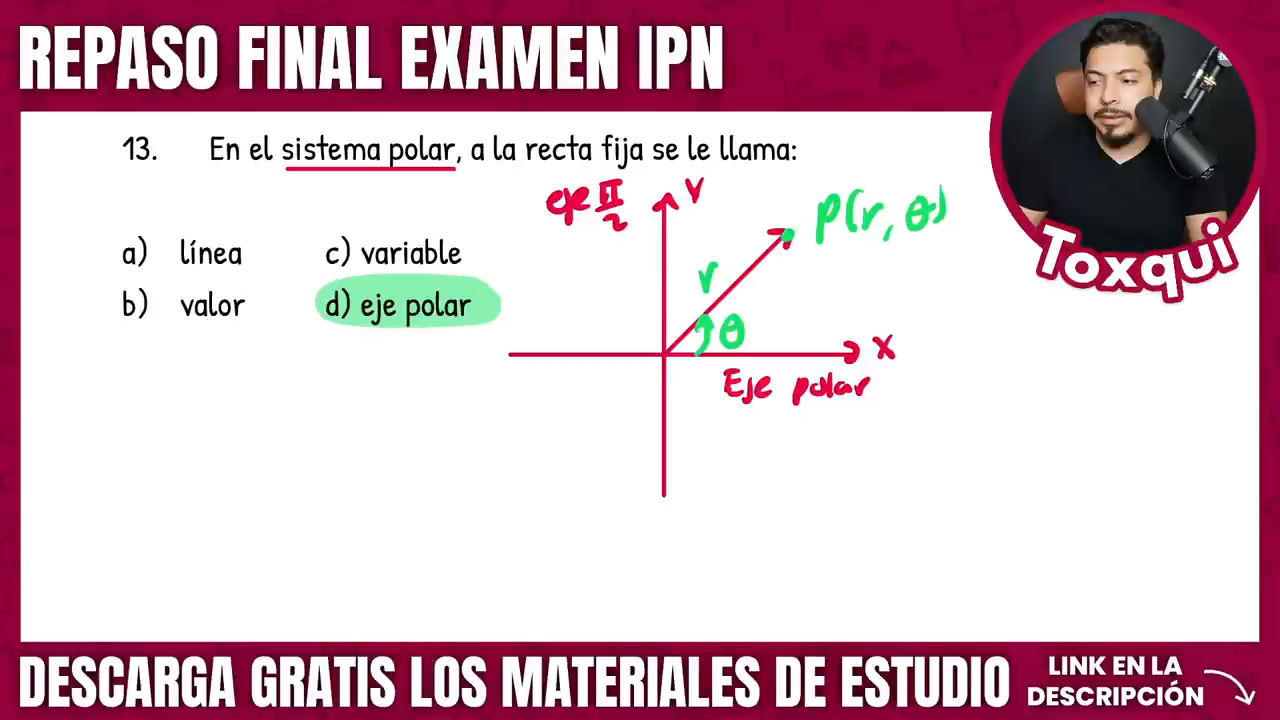 REPASO FINAL EXAMEN IPN
13. En el sistema polar, a la recta fija se le llama:
a) línea
c) variable
b) valor
d) eje polar
eje π/2
Y
P(r, θ)
r
θ
X
Eje polar
Toxqui
DESCARGA GRATIS LOS MATERIALES DE ESTUDIO
LINK EN LA
DESCRIPCIÓN